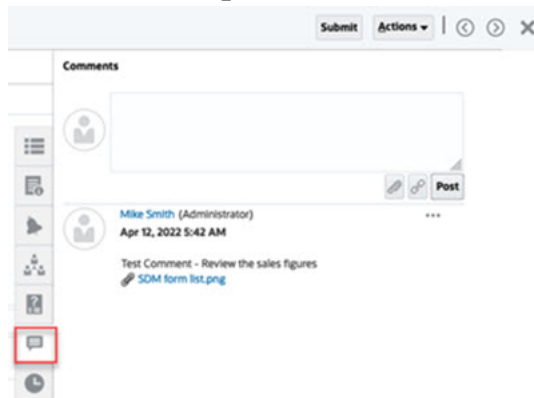 Submit Actions
Comments
Post
Mike Smith (Administrator)
Apr 12, 2022 5:42 AM
Test Comment - Review the sales figures
SDM form list.png